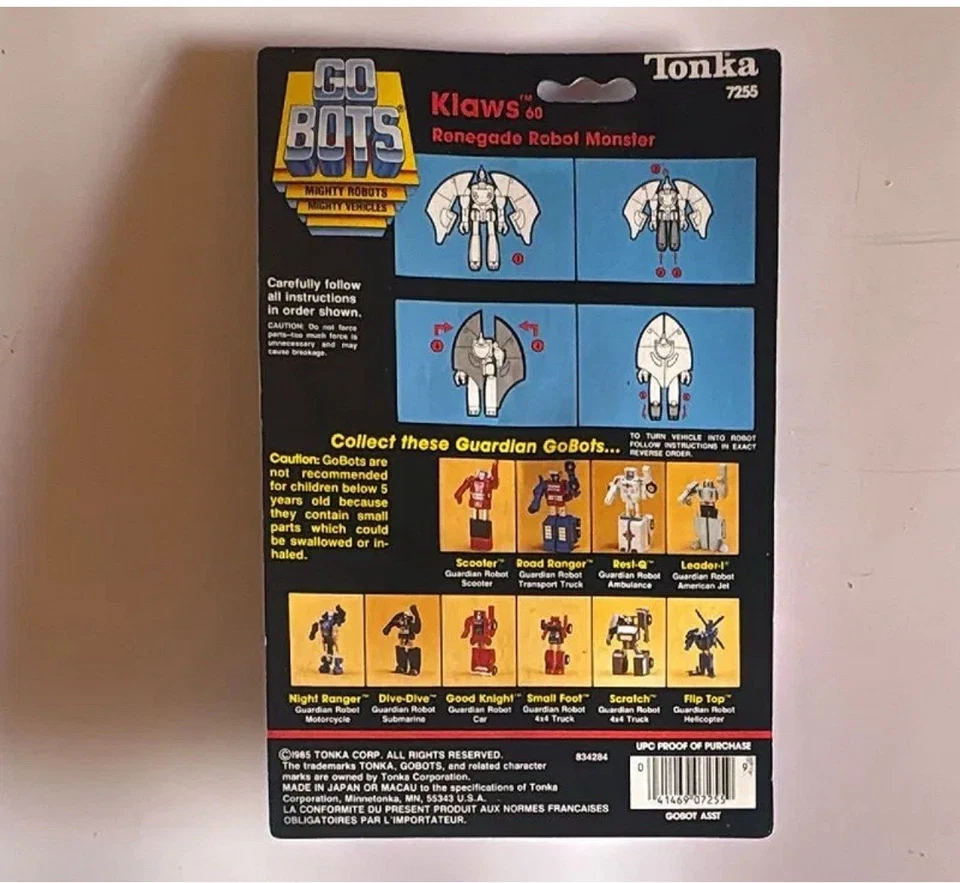 GO
BOTS®
MIGHTY ROBOTS
MIGHTY VEHICLES
Tonka
7255
Klaws™ 60
Renegade Robot Monster
Carefully follow
all instructions
in order shown.
CAUTION: Do not force
parts—too much force is
unnecessary and may
cause breakage.
TO TURN VEHICLE INTO ROBOT
FOLLOW INSTRUCTIONS IN EXACT
REVERSE ORDER.
Collect these Guardian GoBots...
Caution: GoBots are
not recommended
for children below 5
years old because
they contain small
parts which could
be swallowed or in-
haled.
Scooter™
Guardian Robot
Scooter
Road Ranger™
Guardian Robot
Transport Truck
Rest-Q™
Guardian Robot
Ambulance
Leader-1®
Guardian Robot
American Jet
Night Ranger™
Guardian Robot
Motorcycle
Dive-Dive™
Guardian Robot
Submarine
Good Knight™
Guardian Robot
Car
Small Foot™
Guardian Robot
4x4 Truck
Scratch™
Guardian Robot
4x4 Truck
Flip Top™
Guardian Robot
Helicopter
©1985 TONKA CORP. ALL RIGHTS RESERVED.
The trademarks TONKA, GOBOTS, and related character
marks are owned by Tonka Corporation.
MADE IN JAPAN OR MACAU to the specifications of Tonka
Corporation, Minnetonka, MN, 55343 U.S.A.
LA CONFORMITE DU PRESENT PRODUIT AUX NORMES FRANCAISES
OBLIGATOIRES PAR L'IMPORTATEUR.
834284
UPC PROOF OF PURCHASE
0 9
41469 07255
GOBOT ASST